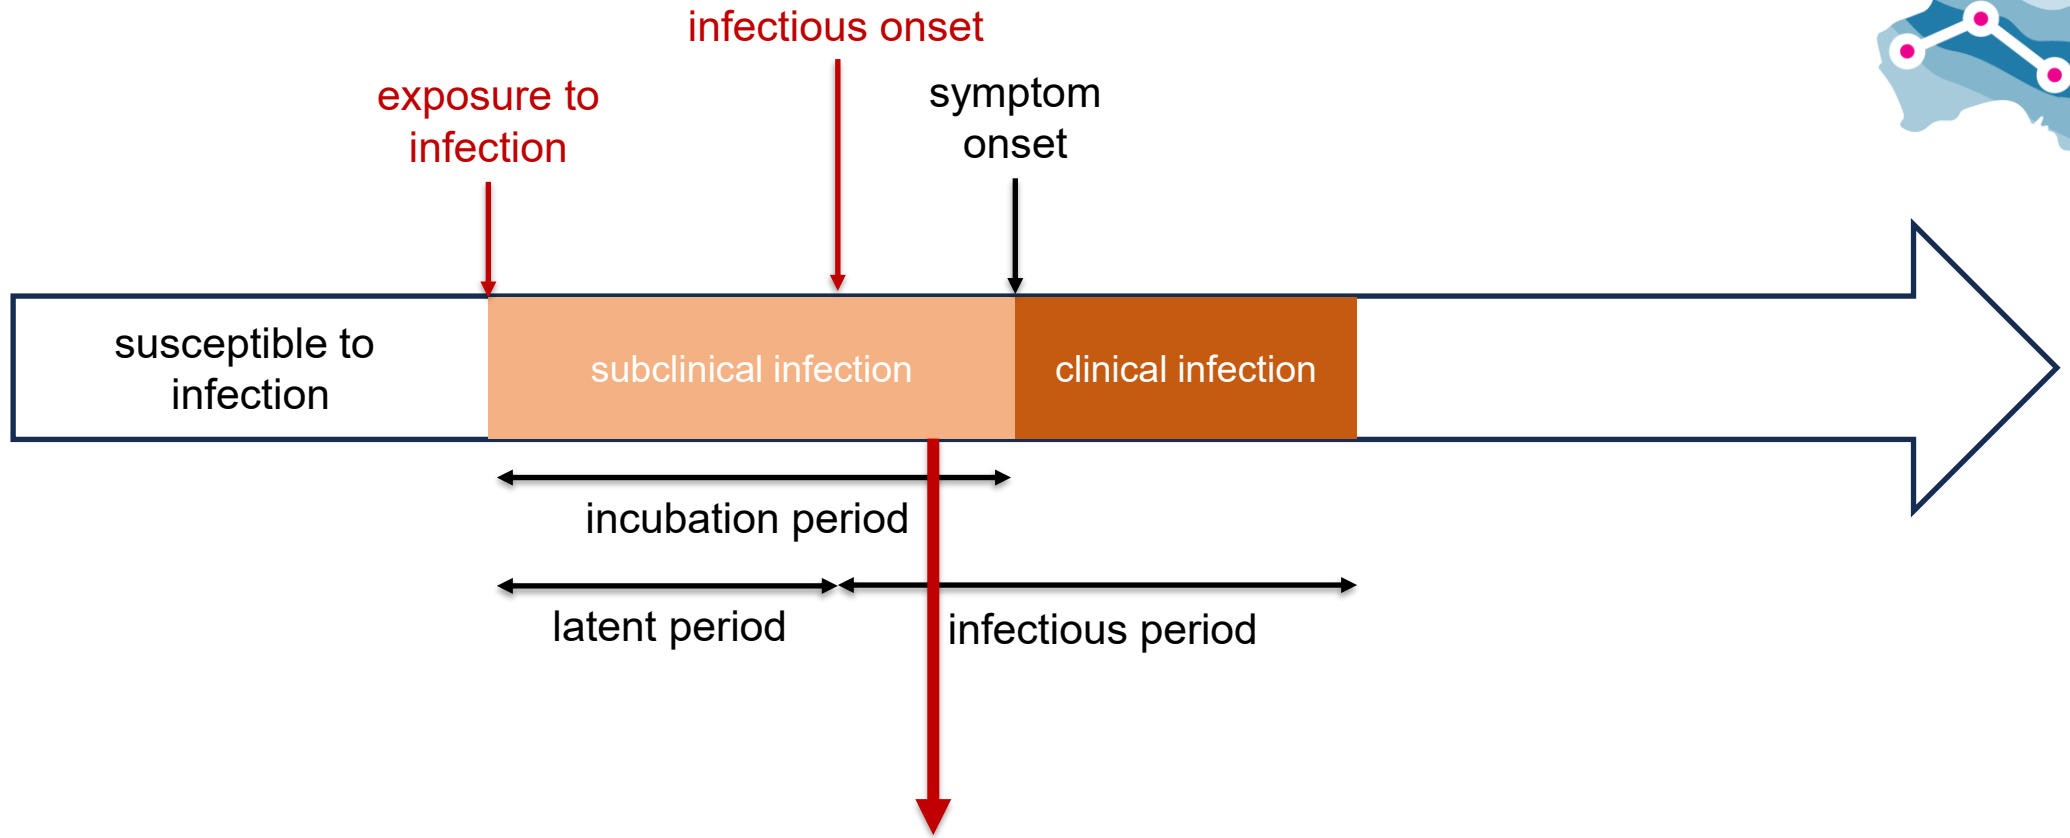 infectious onset
exposure to
infection
symptom
onset
susceptible to
infection
subclinical infection
clinical infection
incubation period
latent period
infectious period